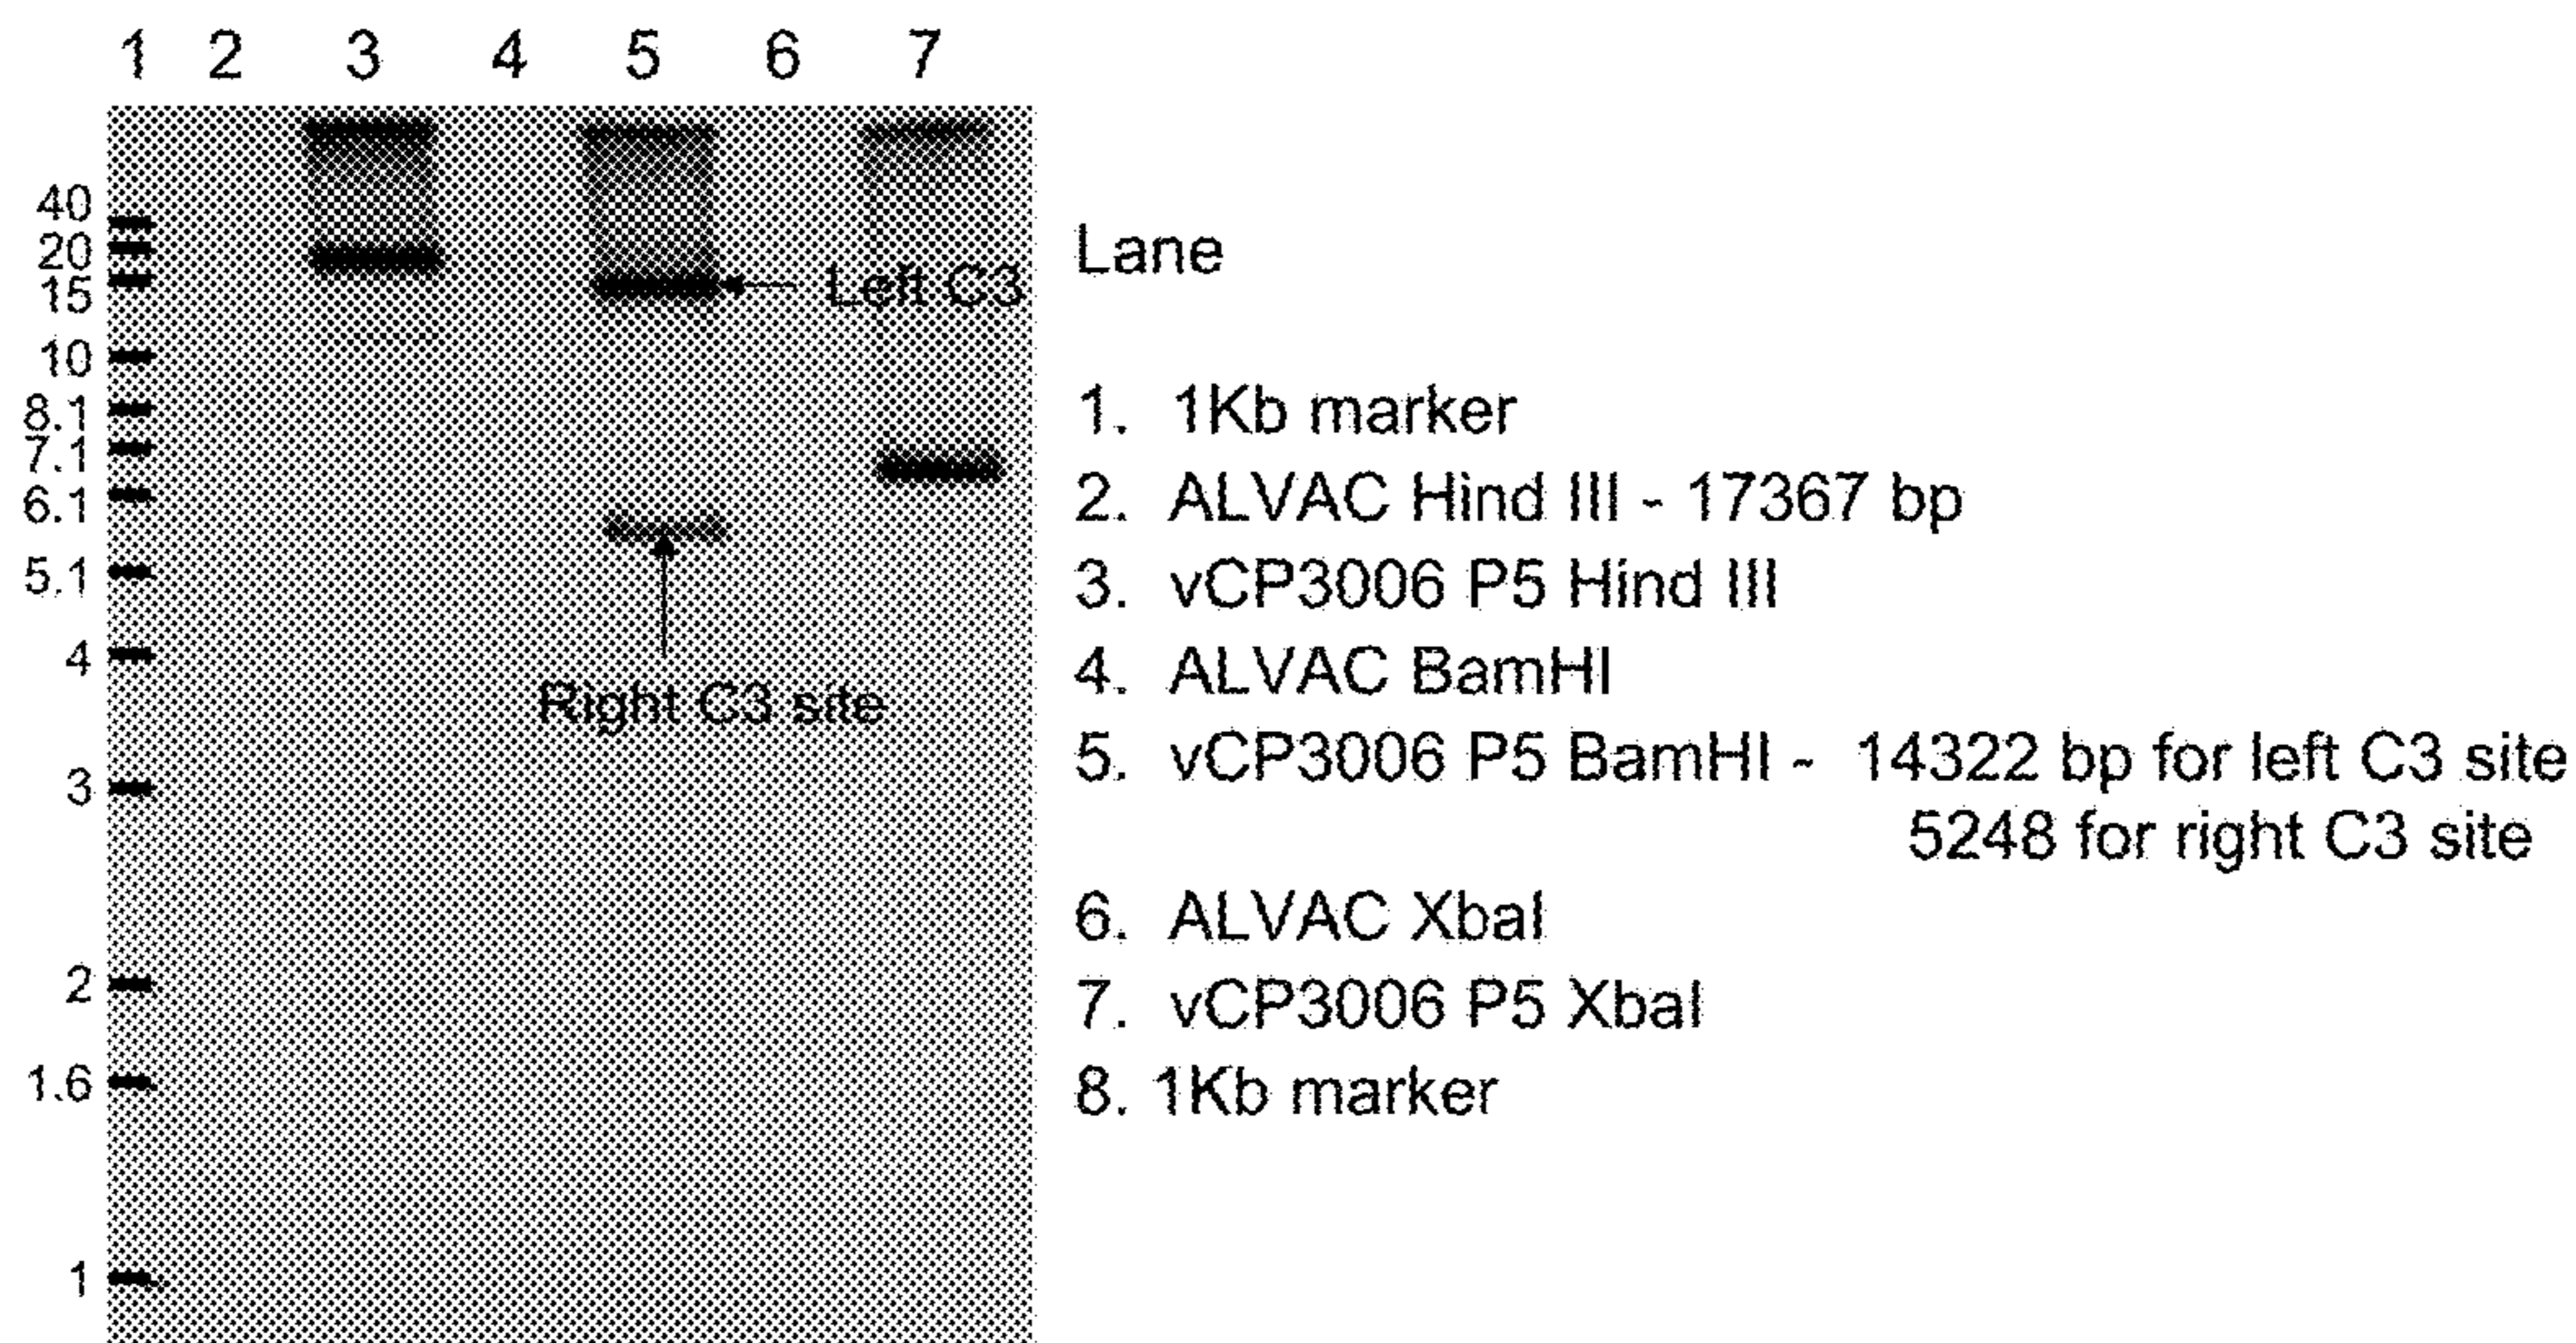 1 2 3 4 5 6 7
40
20
15
10
8.1
7.1
6.1
5.1
4
3
2
1.6
1
Left C3
Right C3 site
Lane
1. 1Kb marker
2. ALVAC Hind III - 17367 bp
3. vCP3006 P5 Hind III
4. ALVAC BamHI
5. vCP3006 P5 BamHI - 14322 bp for left C3 site
5248 for right C3 site
6. ALVAC XbaI
7. vCP3006 P5 XbaI
8. 1Kb marker